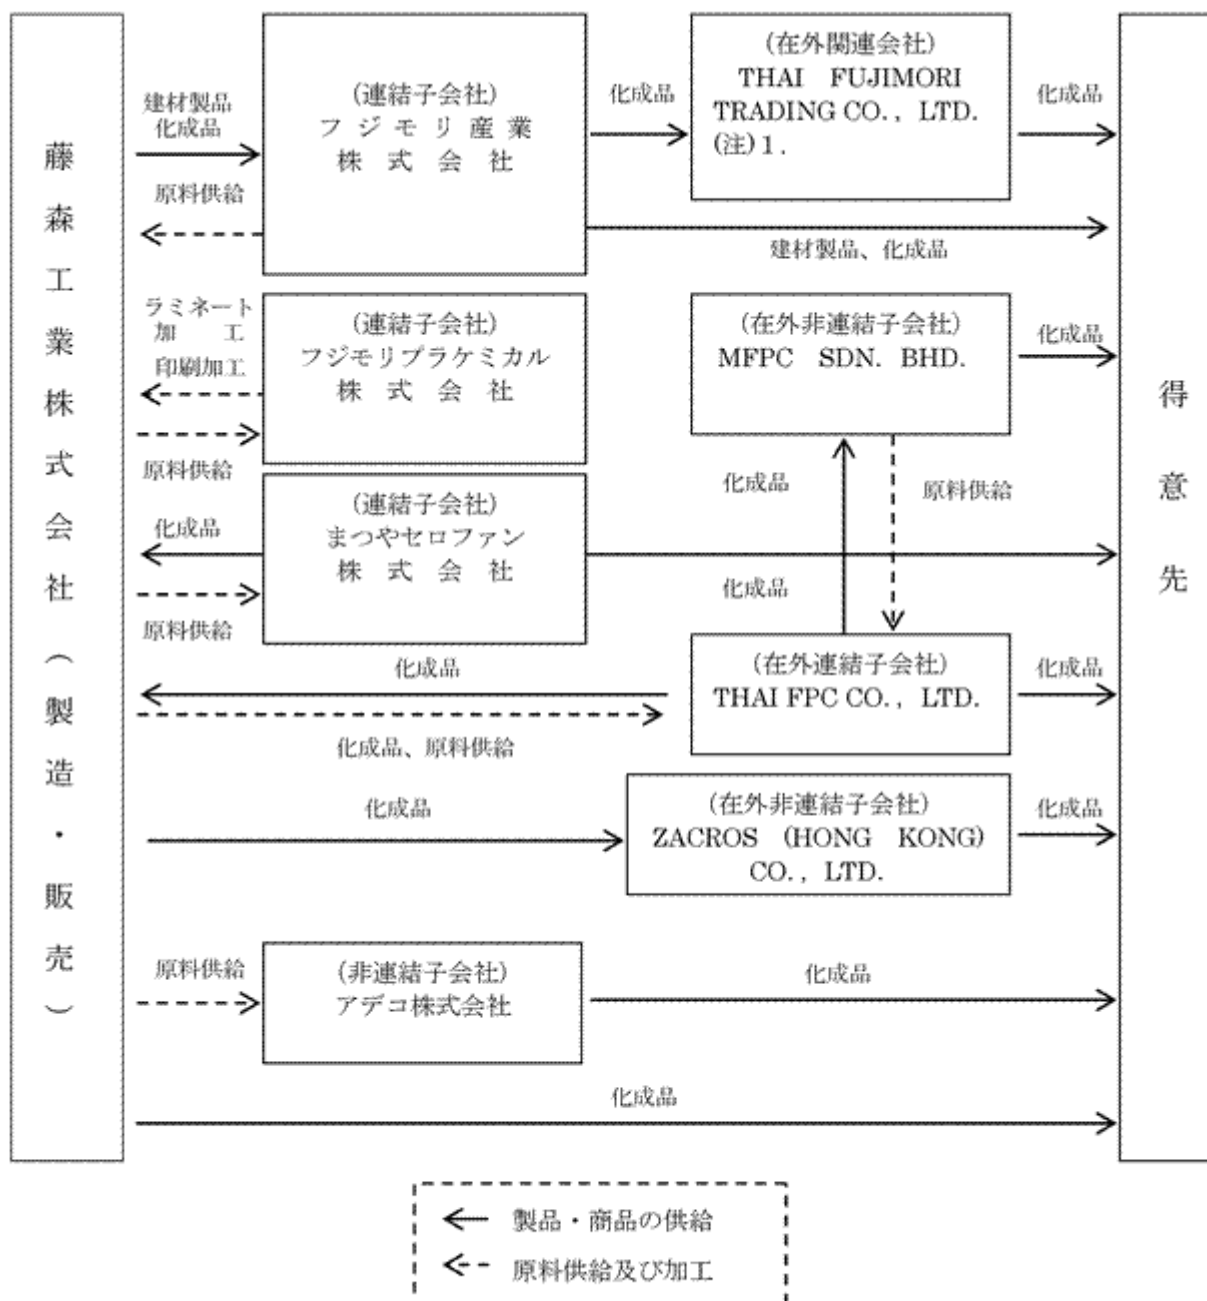 藤森工業株式会社(製造・販売)
建材製品
化成品
原料供給
(連結子会社)
フジモリ産業
株式会社
化成品
(在外関連会社)
THAI FUJIMORI
TRADING CO., LTD.
(注)1.
化成品
建材製品、化成品
ラミネート
加工
印刷加工
原料供給
(連結子会社)
フジモリプラケミカル
株式会社
(在外非連結子会社)
MFPC SDN. BHD.
化成品
化成品
原料供給
化成品
原料供給
(連結子会社)
まつやセロファン
株式会社
化成品
化成品
化成品、原料供給
(在外連結子会社)
THAI FPC CO., LTD.
化成品
化成品
(在外非連結子会社)
ZACROS (HONG KONG)
CO., LTD.
化成品
原料供給
(非連結子会社)
アデコ株式会社
化成品
化成品
得意先
製品・商品の供給
原料供給及び加工